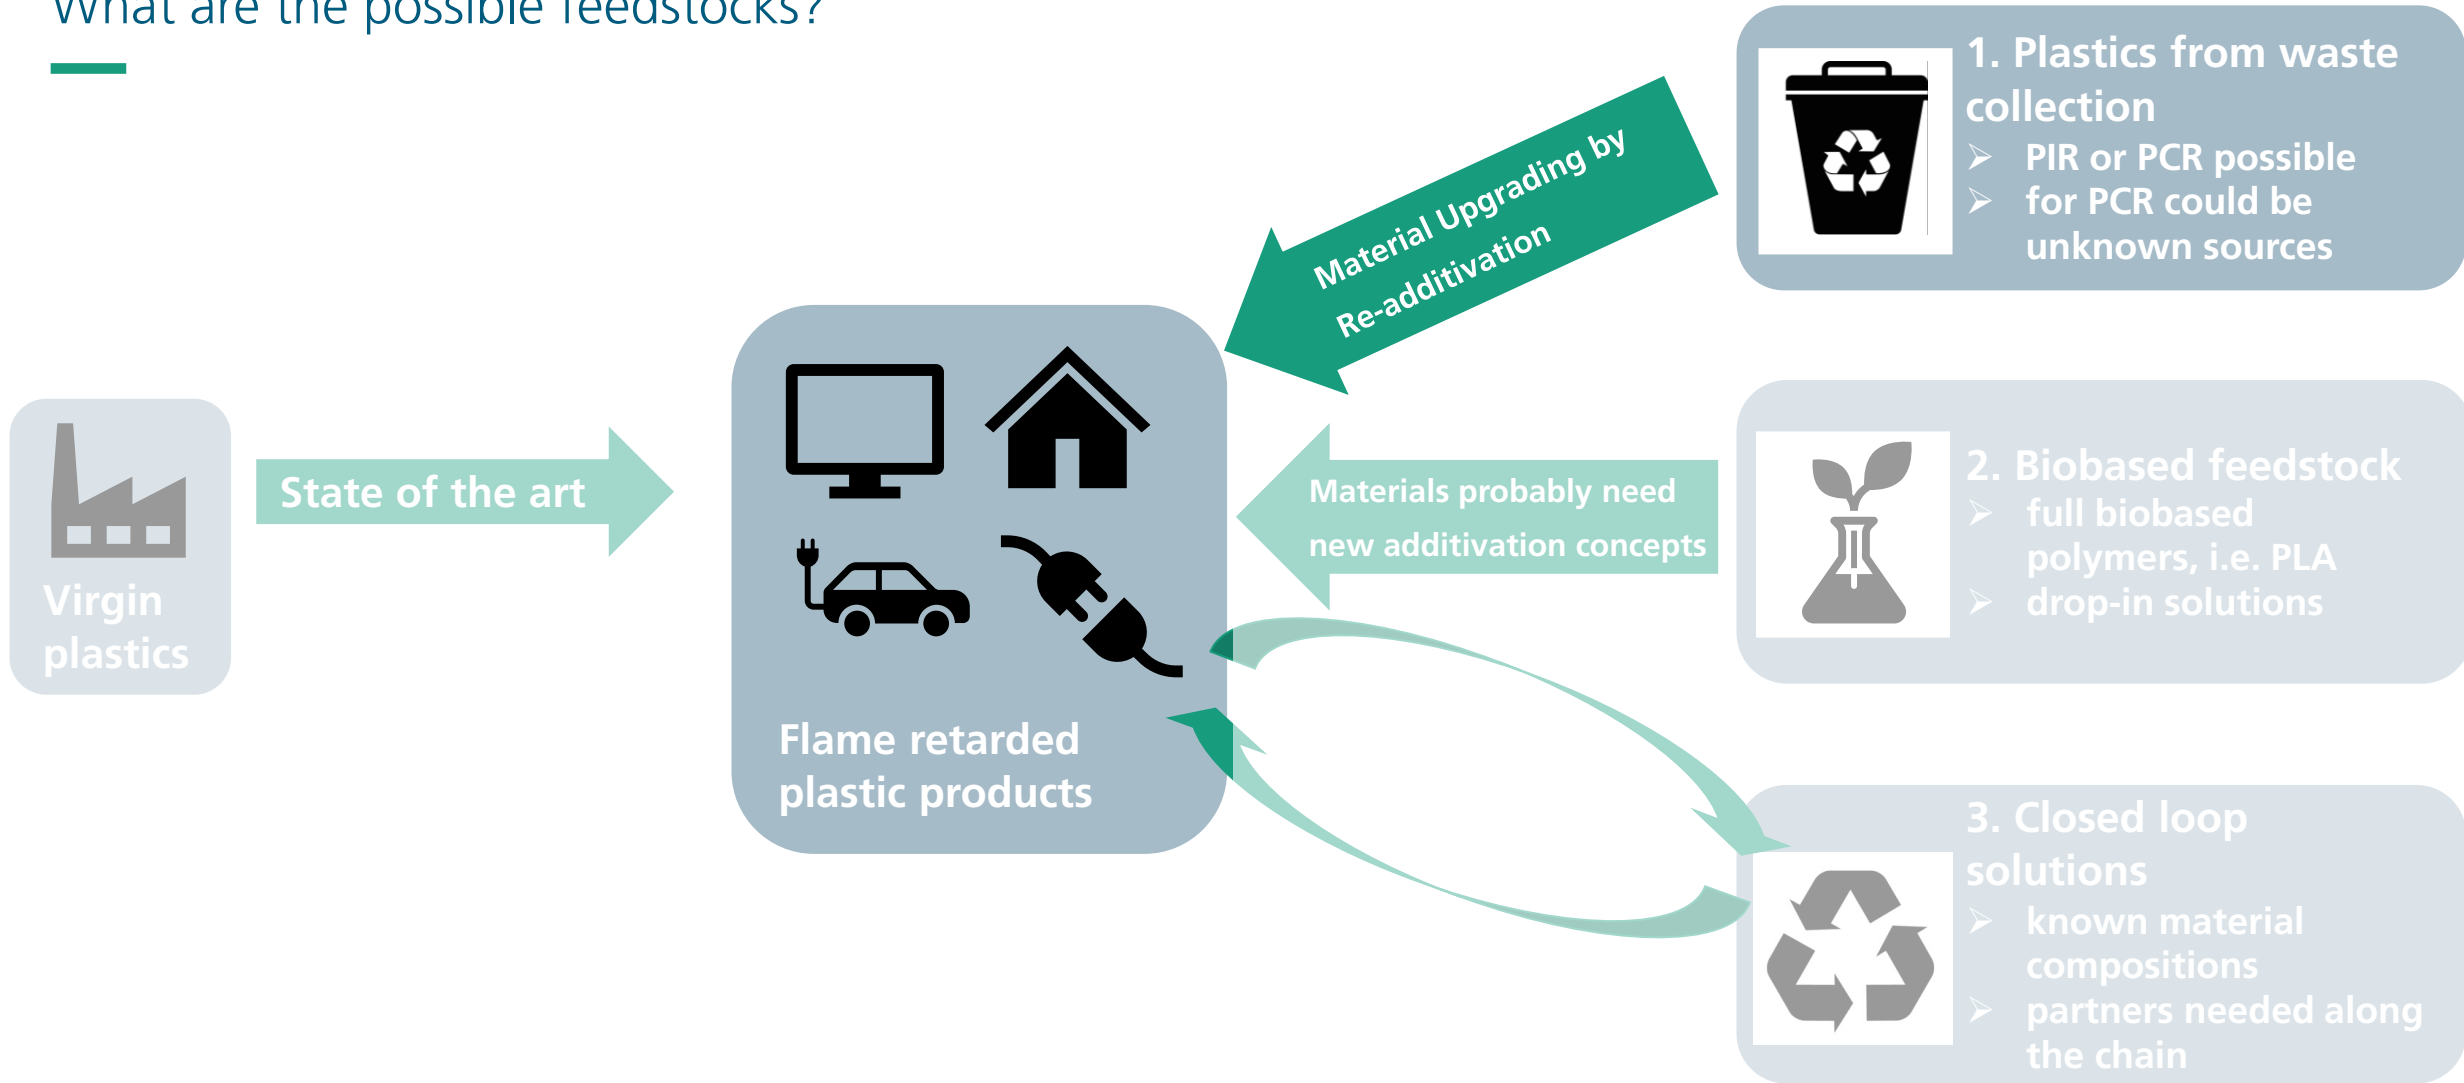 What are the possible feedstocks?
1. Plastics from waste
collection
➢ PIR or PCR possible
➢ for PCR could be
unknown sources
Material Upgrading by
Re-additivation
Virgin
plastics
State of the art
Flame retarded
plastic products
Materials probably need
new additivation concepts
2. Biobased feedstock
➢ full biobased
polymers, i.e. PLA
➢ drop-in solutions
3. Closed loop
solutions
➢ known material
compositions
➢ partners needed along
the chain